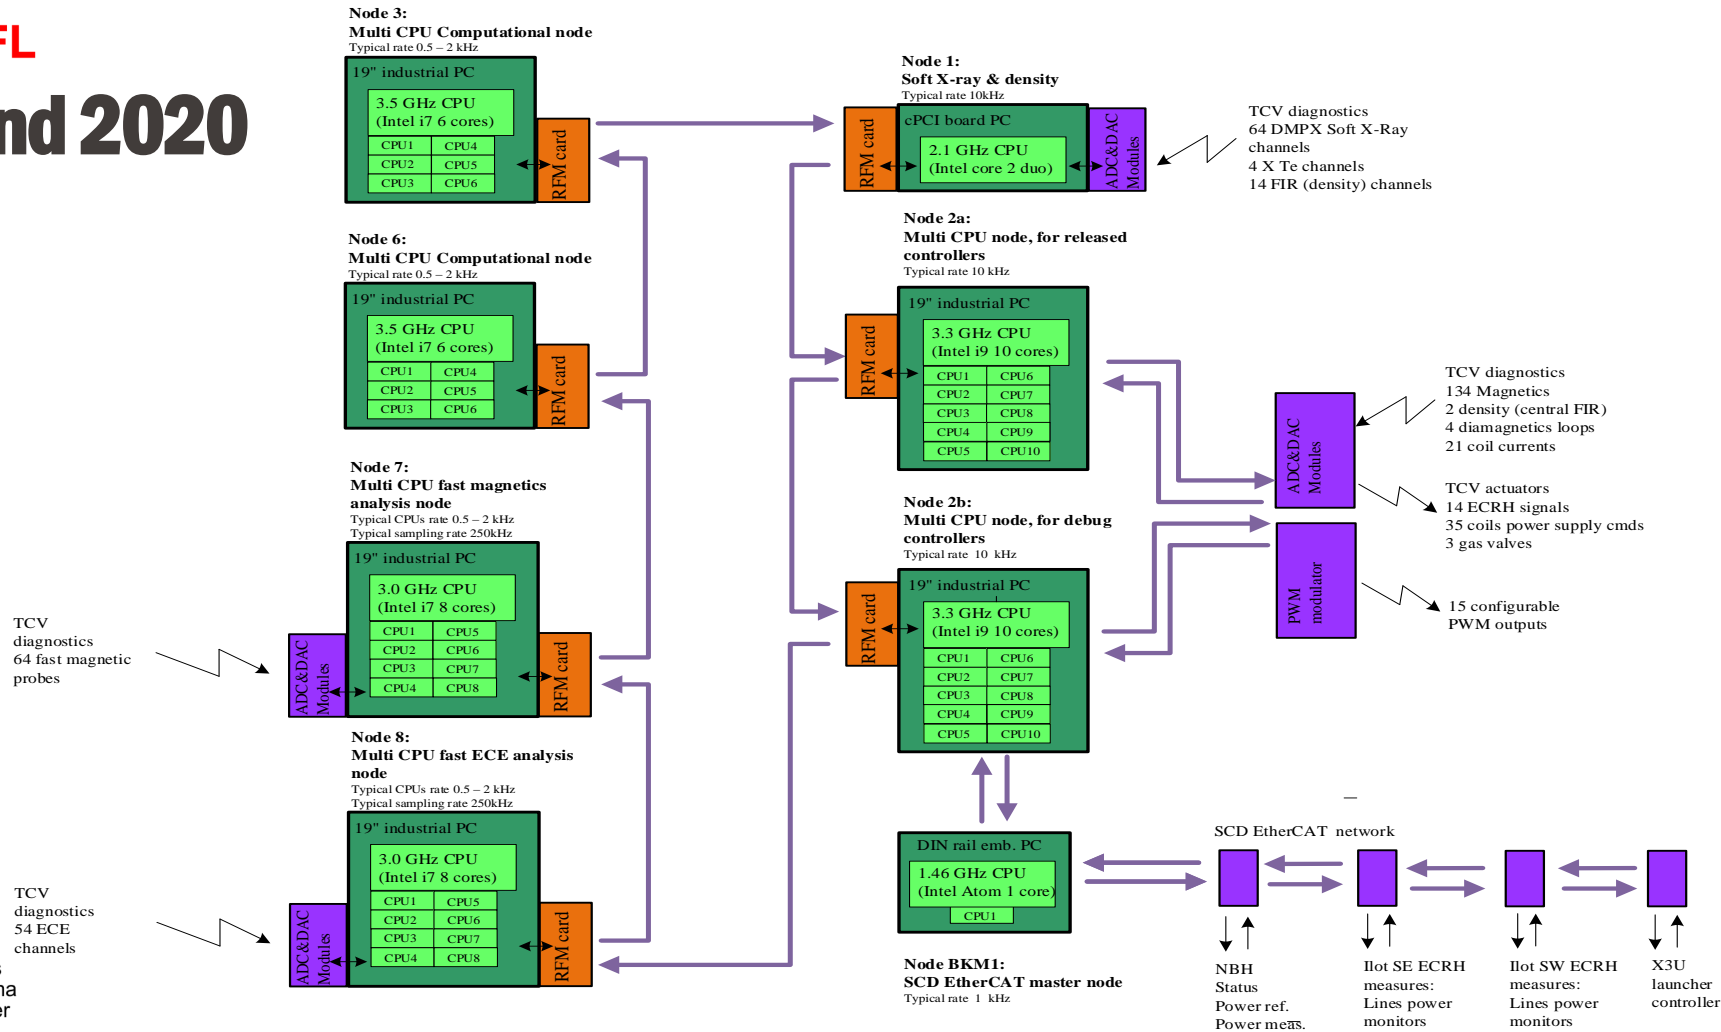 FL
nd 2020
Node 3:
Multi CPU Computational node
Typical rate 0.5 – 2 kHz
19" industrial PC
3.5 GHz CPU
(Intel i7 6 cores)
CPU1 CPU4
CPU2 CPU5
CPU3 CPU6
RFM card
Node 6:
Multi CPU Computational node
Typical rate 0.5 – 2 kHz
19" industrial PC
3.5 GHz CPU
(Intel i7 6 cores)
CPU1 CPU4
CPU2 CPU5
CPU3 CPU6
RFM card
Node 7:
Multi CPU fast magnetics
analysis node
Typical CPUs rate 0.5 – 2 kHz
Typical sampling rate 250kHz
19" industrial PC
3.0 GHz CPU
(Intel i7 8 cores)
CPU1 CPU5
CPU2 CPU6
CPU3 CPU7
CPU4 CPU8
ADC&DAC
Modules
RFM card
TCV
diagnostics
64 fast magnetic
probes
Node 8:
Multi CPU fast ECE analysis
node
Typical CPUs rate 0.5 – 2 kHz
Typical sampling rate 250kHz
19" industrial PC
3.0 GHz CPU
(Intel i7 8 cores)
CPU1 CPU5
CPU2 CPU6
CPU3 CPU7
CPU4 CPU8
ADC&DAC
Modules
RFM card
TCV
diagnostics
54 ECE
channels
s
na
er
Node 1:
Soft X-ray & density
Typical rate 10kHz
cPCI board PC
2.1 GHz CPU
(Intel core 2 duo)
RFM card
ADC&DAC
Modules
TCV diagnostics
64 DMPX Soft X-Ray
channels
4 X Te channels
14 FIR (density) channels
Node 2a:
Multi CPU node, for released
controllers
Typical rate 10 kHz
19" industrial PC
3.3 GHz CPU
(Intel i9 10 cores)
CPU1 CPU6
CPU2 CPU7
CPU3 CPU8
CPU4 CPU9
CPU5 CPU10
RFM card
Node 2b:
Multi CPU node, for debug
controllers
Typical rate 10 kHz
19" industrial PC
3.3 GHz CPU
(Intel i9 10 cores)
CPU1 CPU6
CPU2 CPU7
CPU3 CPU8
CPU4 CPU9
CPU5 CPU10
RFM card
ADC&DAC
Modules
PWM
modulator
TCV diagnostics
134 Magnetics
2 density (central FIR)
4 diamagnetics loops
21 coil currents
TCV actuators
14 ECRH signals
35 coils power supply cmds
3 gas valves
15 configurable
PWM outputs
DIN rail emb. PC
1.46 GHz CPU
(Intel Atom 1 core)
CPU1
Node BKM1:
SCD EtherCAT master node
Typical rate 1 kHz
SCD EtherCAT network
NBH
Status
Power ref.
Power meas.
Ilot SE ECRH
measures:
Lines power
monitors
Ilot SW ECRH
measures:
Lines power
monitors
X3U
launcher
controller